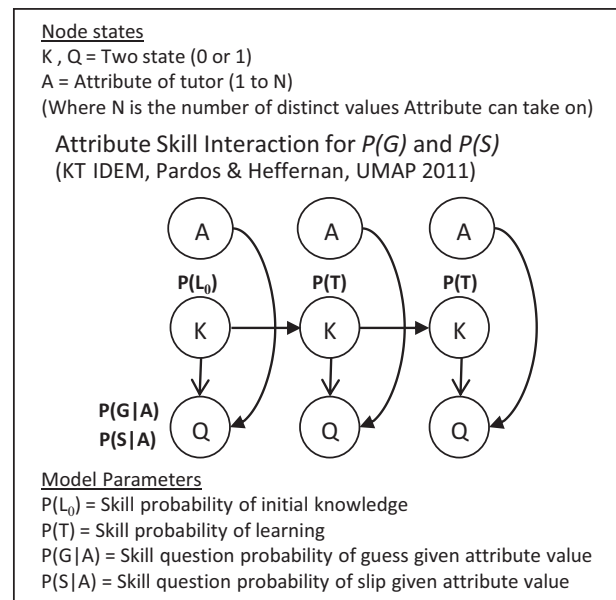 Node states
K , Q = Two state (0 or 1)
A = Attribute of tutor (1 to N)
(Where N is the number of distinct values Attribute can take on)
Attribute Skill Interaction for P(G) and P(S)
(KT IDEM, Pardos & Heffernan, UMAP 2011)
A A A
P(L₀) P(T) P(T)
K K K
P(G|A)
P(S|A)
Q Q Q
Model Parameters
P(L₀) = Skill probability of initial knowledge
P(T) = Skill probability of learning
P(G|A) = Skill question probability of guess given attribute value
P(S|A) = Skill question probability of slip given attribute value